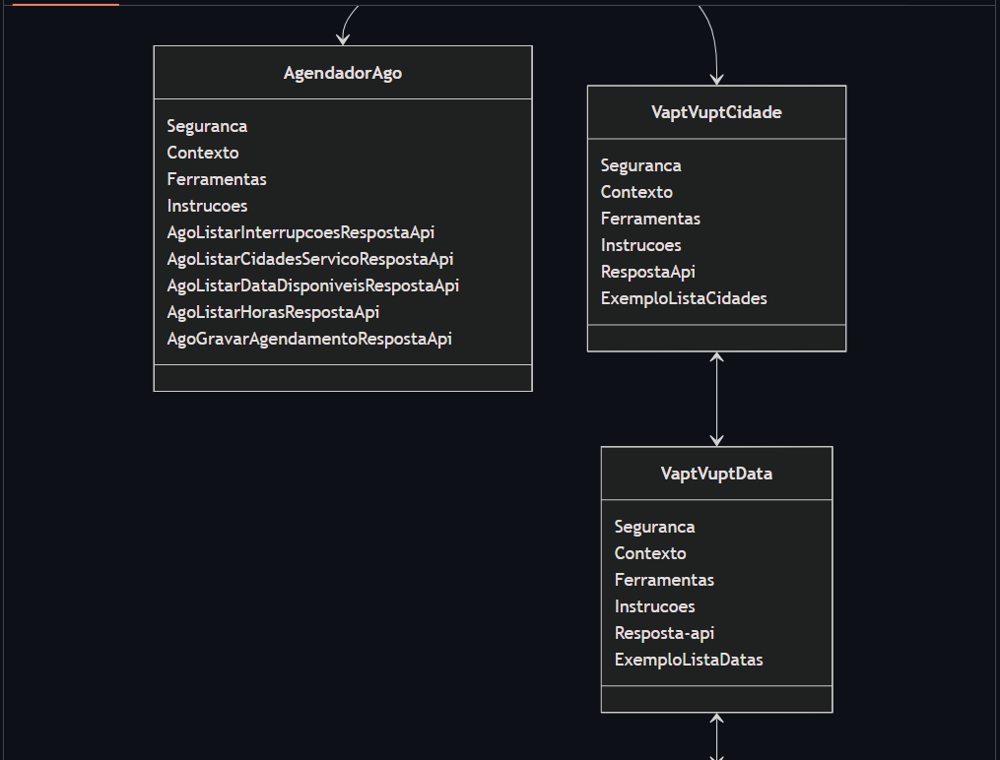 AgendadorAgo
Seguranca
Contexto
Ferramentas
Instrucoes
AgoListarInterrupcoesRespostaApi
AgoListarCidadesServicoRespostaApi
AgoListarDataDisponiveisRespostaApi
AgoListarHorasRespostaApi
AgoGravarAgendamentoRespostaApi
VaptVuptCidade
Seguranca
Contexto
Ferramentas
Instrucoes
RespostaApi
ExemploListaCidades
VaptVuptData
Seguranca
Contexto
Ferramentas
Instrucoes
Resposta-api
ExemploListaDatas